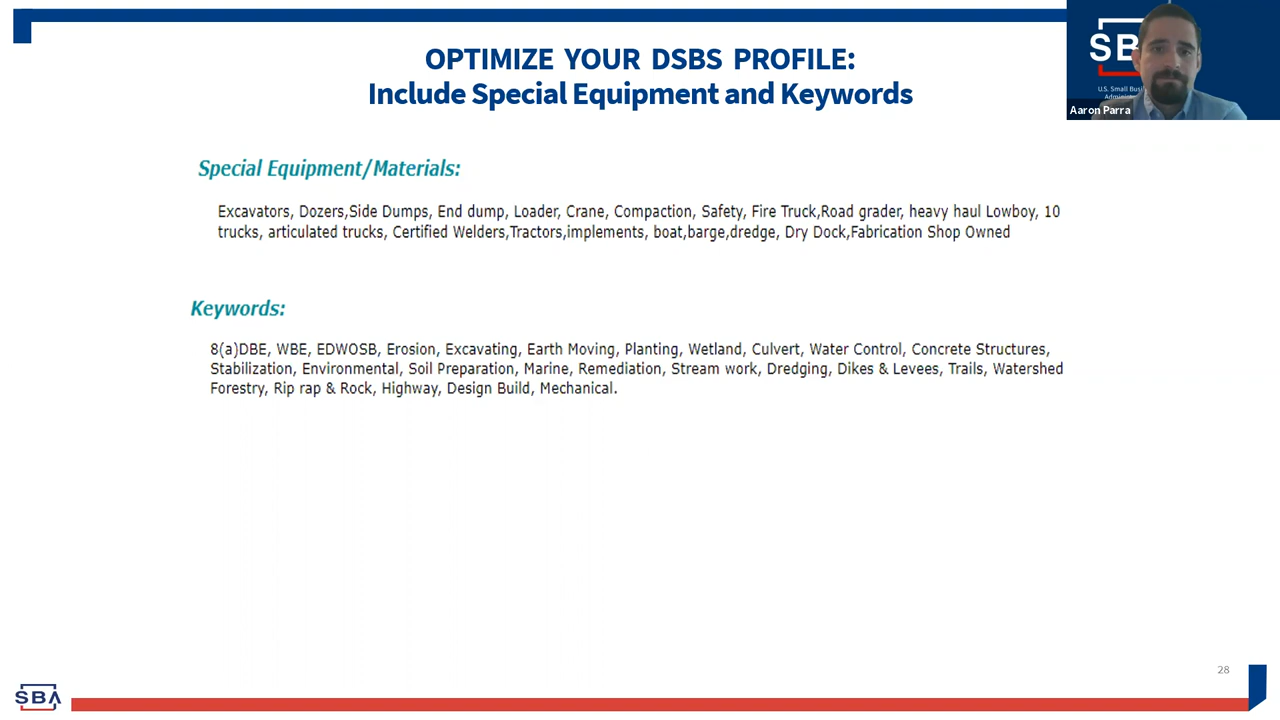 OPTIMIZE YOUR DSBS PROFILE:
Include Special Equipment and Keywords
SB
U.S. Small Busi
Administr
Aaron Parra
Special Equipment/Materials:
Excavators, Dozers,Side Dumps, End dump, Loader, Crane, Compaction, Safety, Fire Truck,Road grader, heavy haul Lowboy, 10
trucks, articulated trucks, Certified Welders,Tractors,implements, boat,barge,dredge, Dry Dock,Fabrication Shop Owned
Keywords:
8(a)DBE, WBE, EDWOSB, Erosion, Excavating, Earth Moving, Planting, Wetland, Culvert, Water Control, Concrete Structures,
Stabilization, Environmental, Soil Preparation, Marine, Remediation, Stream work, Dredging, Dikes & Levees, Trails, Watershed
Forestry, Rip rap & Rock, Highway, Design Build, Mechanical.
28
SBA